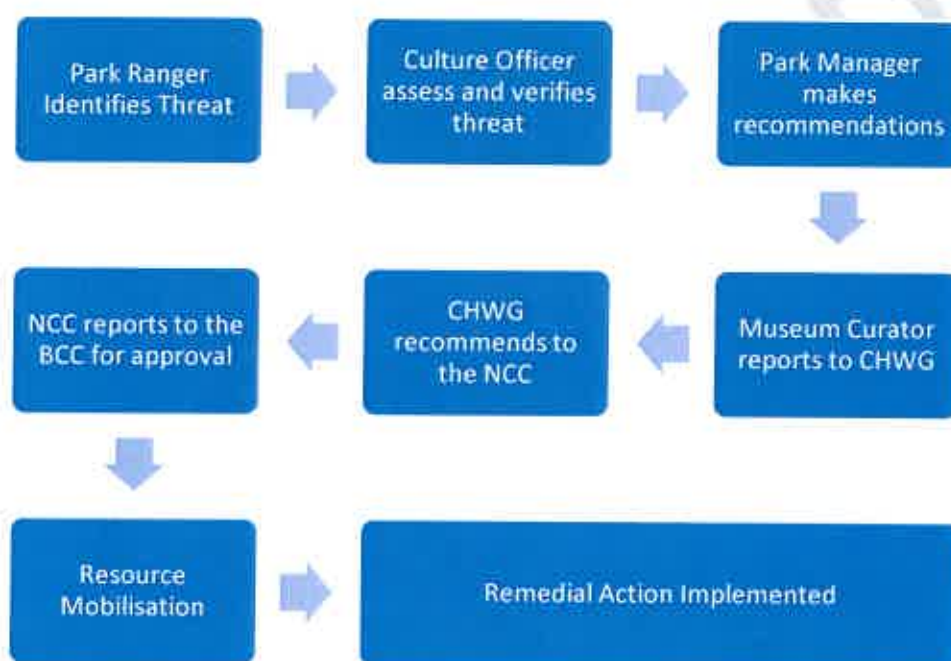 Park Ranger
Identifies Threat
Culture Officer
assess and verifies
threat
Park Manager
makes
recommendations
Museum Curator
reports to CHWG
CHWG
recommends to
the NCC
NCC reports to the
BCC for approval
Resource
Mobilisation
Remedial Action Implemented